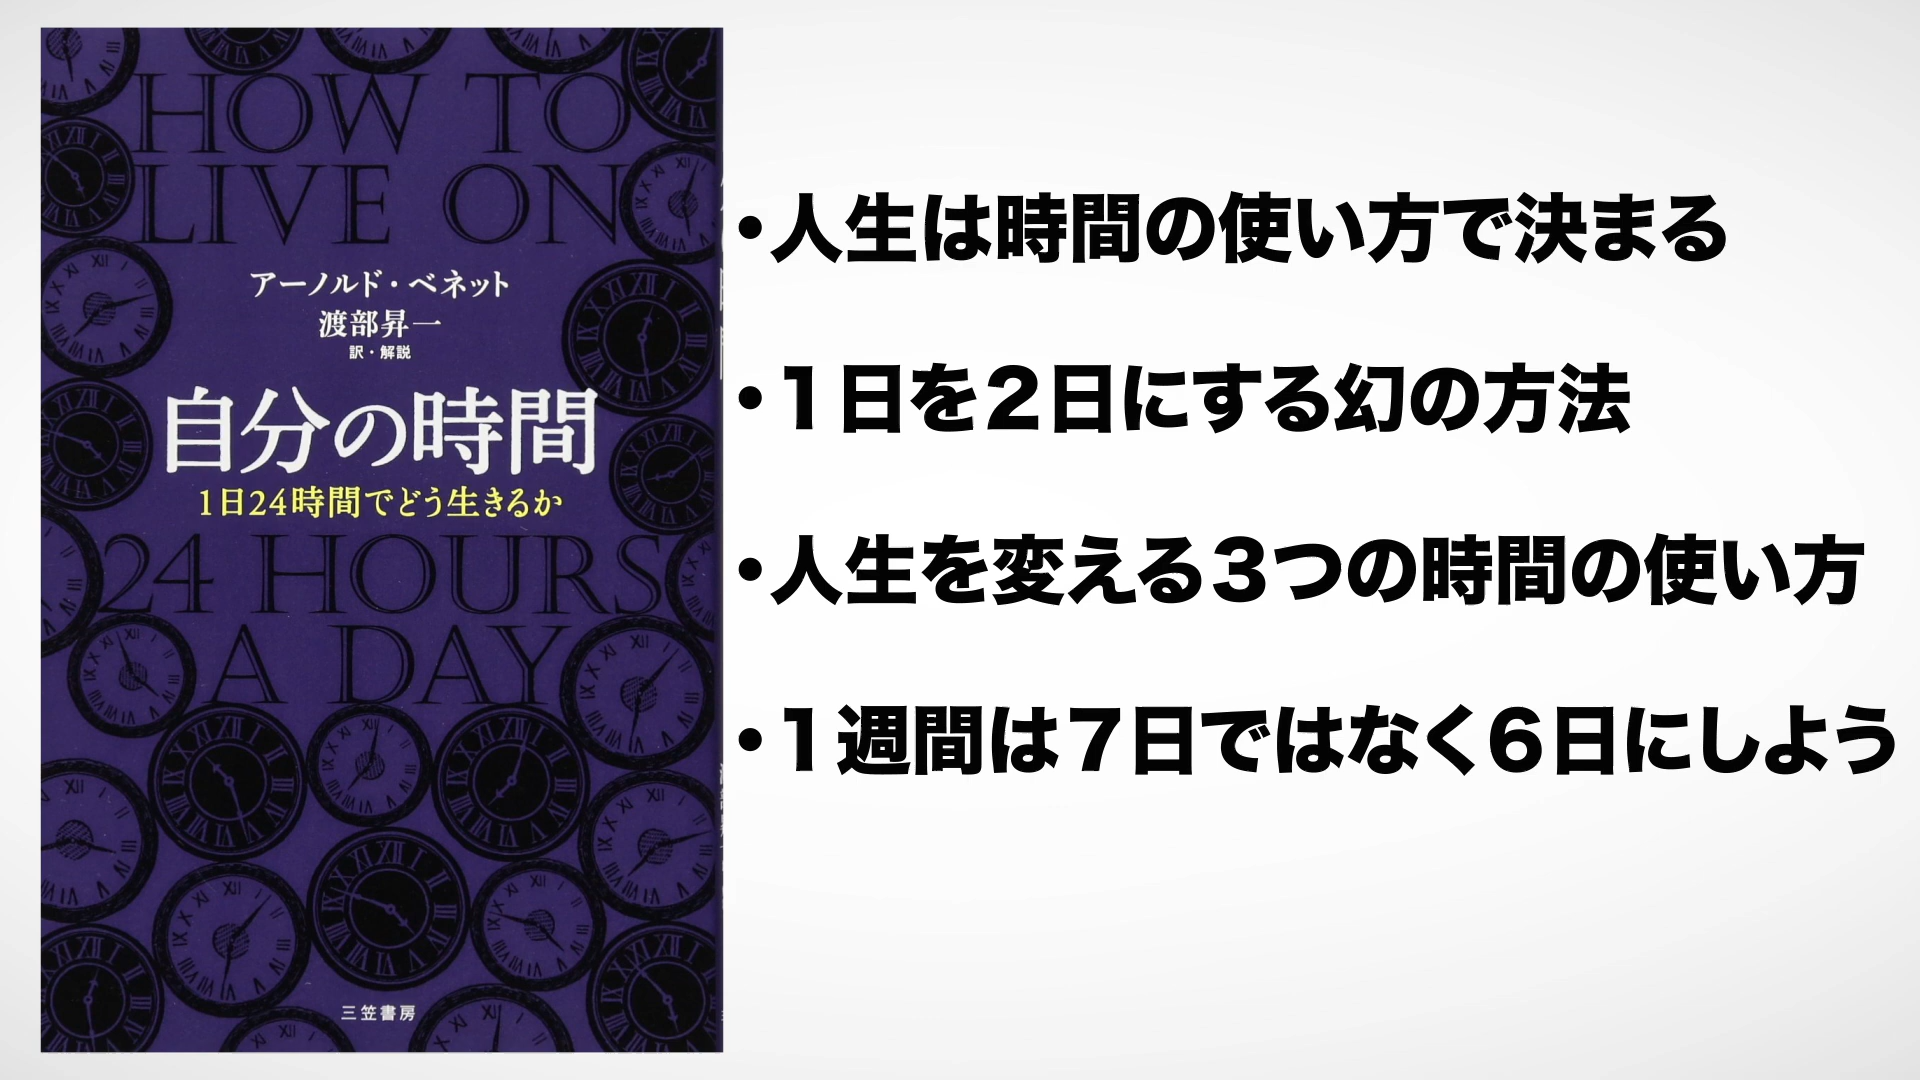 HOW TO
LIVE ON
アーノルド・ベネット
渡部昇一
訳・解説
自分の時間
1日24時間でどう生きるか
24 HOURS
A DAY
三笠書房
・人生は時間の使い方で決まる
・１日を２日にする幻の方法
・人生を変える３つの時間の使い方
・１週間は７日ではなく６日にしよう